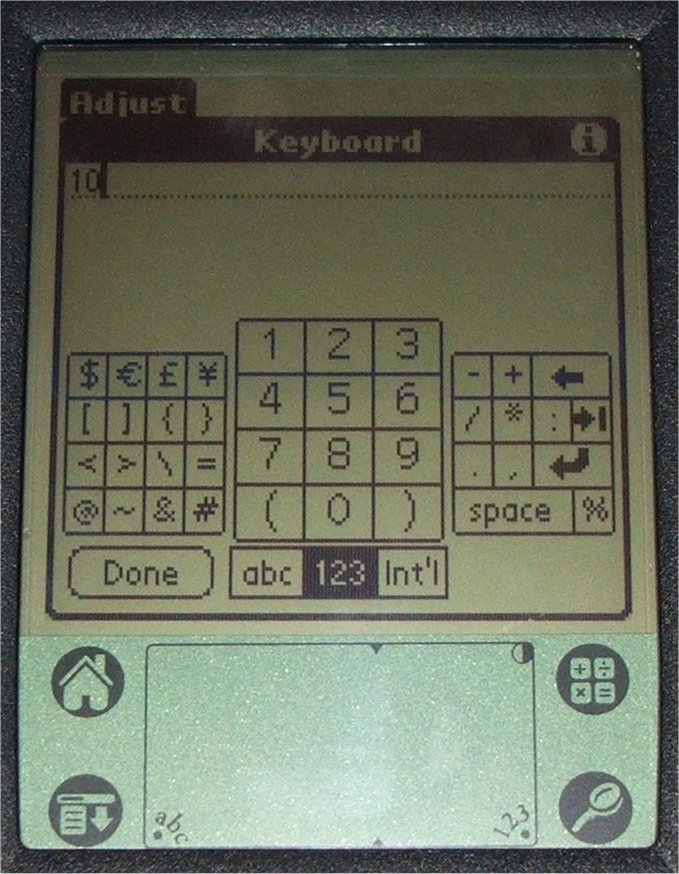 Adjust
Keyboard
i
10
1 2 3
$ € £ ¥ - +
4 5 6
[ ] { } / * :
7 8 9
< > \ = . ,
( 0 )
@ ~ & # space %
Done abc 123 Int'l
+ ÷
× =
abc 123